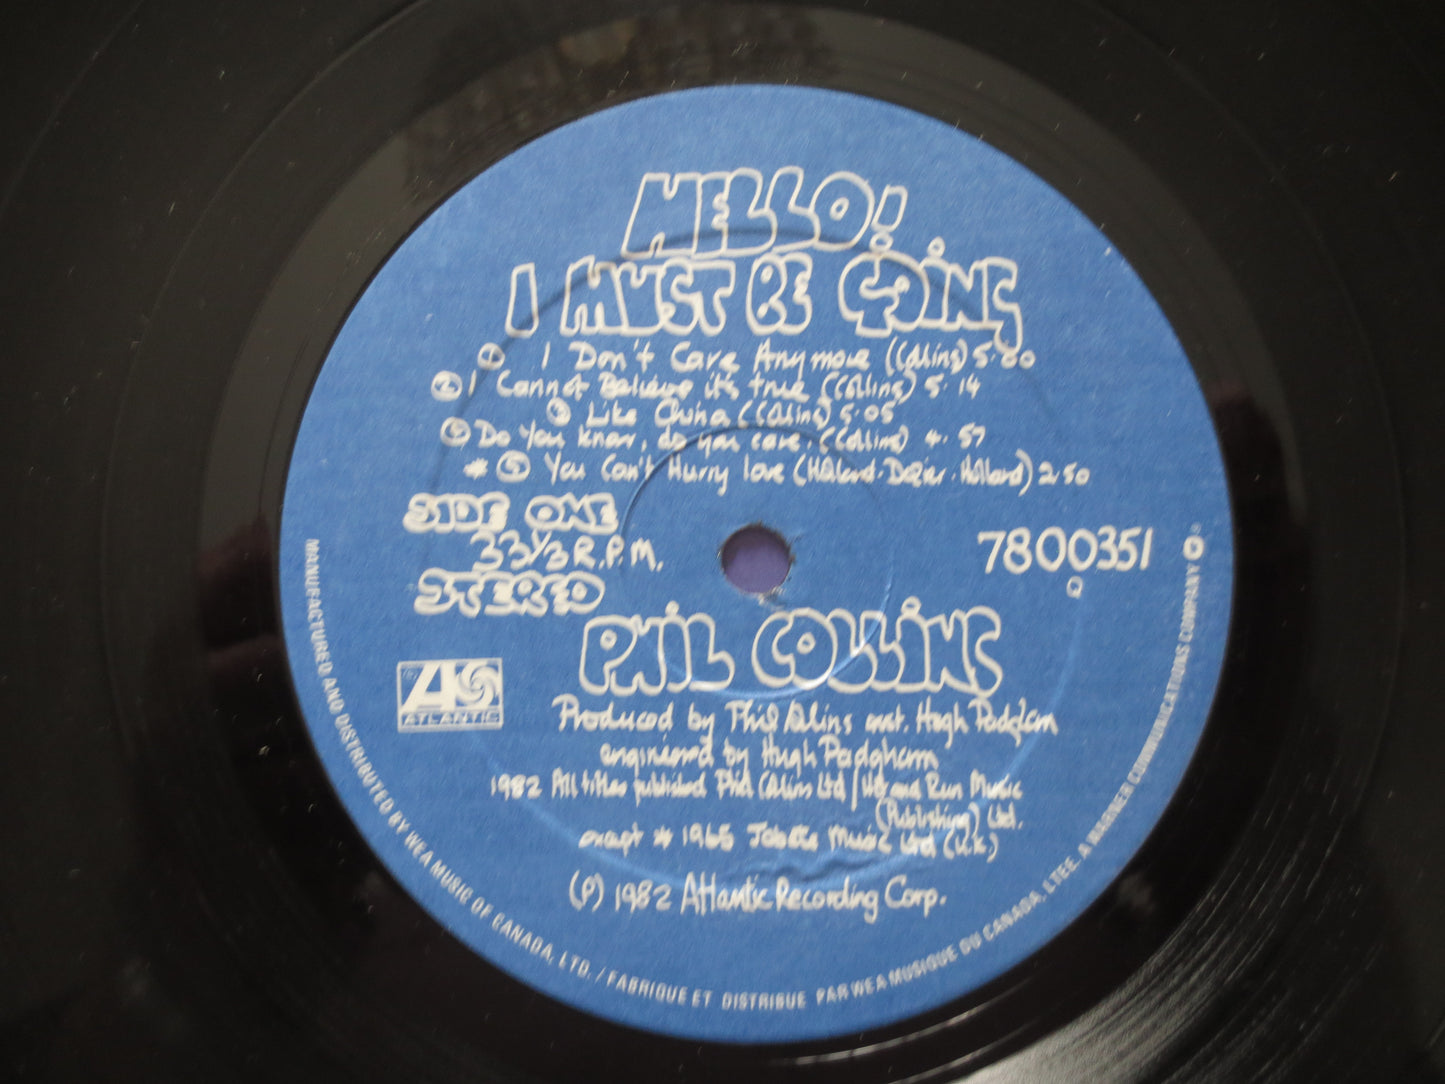 HELLO!
I MUST BE GOING
① I Don't Care Anymore (Collins) 5·00
② I Cannot Believe it's true (Collins) 5·14
③ Like China (Collins) 5·05
④ Do You know, do you care (Collins) 4·57
* ⑤ You Can't Hurry love (Holland·Dozier·Holland) 2·50
SIDE ONE
33⅓ R.P.M.
STEREO
7800351
PHIL COLLINS
ATLANTIC
Produced by Phil Collins asst. Hugh Padgham
engineered by Hugh Padgham
1982 All titles published Phil Collins Ltd / Hit and Run Music
(Publishing) Ltd.
except * 1965 Jobete Music Ltd (U.K)
(P) 1982 Atlantic Recording Corp.
MANUFACTURED AND DISTRIBUTED BY WEA MUSIC OF CANADA, LTD. / FABRIQUE ET DISTRIBUE PAR WEA MUSIQUE DU CANADA, LTEE. A WARNER COMMUNICATIONS COMPANY